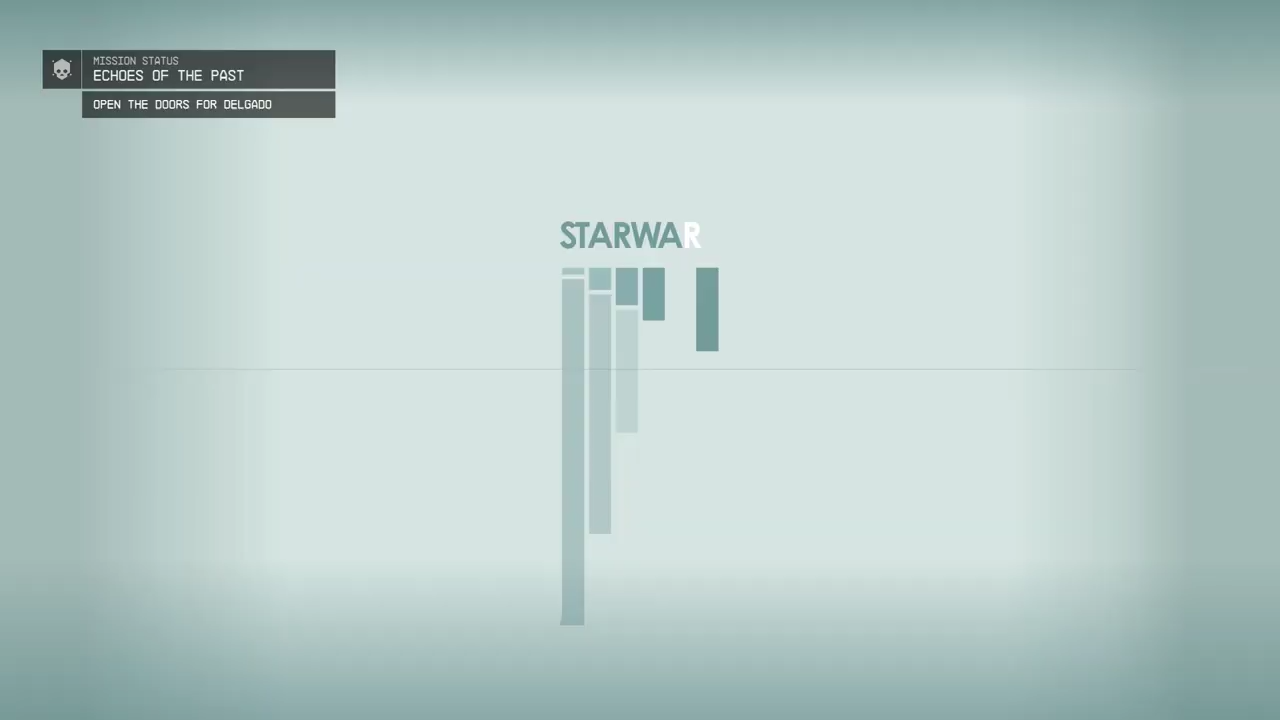 MISSION STATUS
ECHOES OF THE PAST
OPEN THE DOORS FOR DELGADO
STARWAR